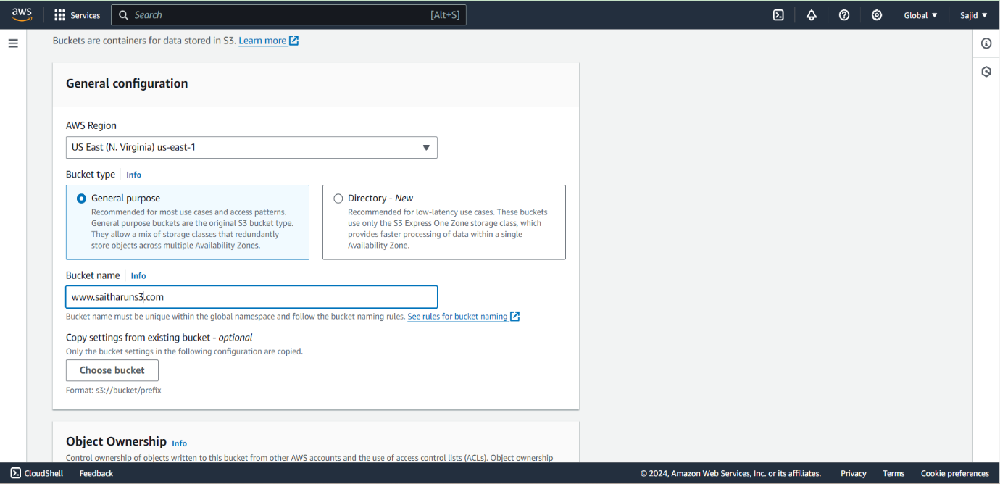 aws Services Search [Alt+S] Global Sajid
Buckets are containers for data stored in S3. Learn more
General configuration
AWS Region
US East (N. Virginia) us-east-1
Bucket type Info
General purpose
Recommended for most use cases and access patterns.
General purpose buckets are the original S3 bucket type.
They allow a mix of storage classes that redundantly
store objects across multiple Availability Zones.
Directory - New
Recommended for low-latency use cases. These buckets
use only the S3 Express One Zone storage class, which
provides faster processing of data within a single
Availability Zone.
Bucket name Info
www.saitharuns3.com
Bucket name must be unique within the global namespace and follow the bucket naming rules. See rules for bucket naming
Copy settings from existing bucket - optional
Only the bucket settings in the following configuration are copied.
Choose bucket
Format: s3://bucket/prefix
Object Ownership Info
Control ownership of objects written to this bucket from other AWS accounts and the use of access control lists (ACLs). Object ownership
CloudShell Feedback © 2024, Amazon Web Services, Inc. or its affiliates. Privacy Terms Cookie preferences